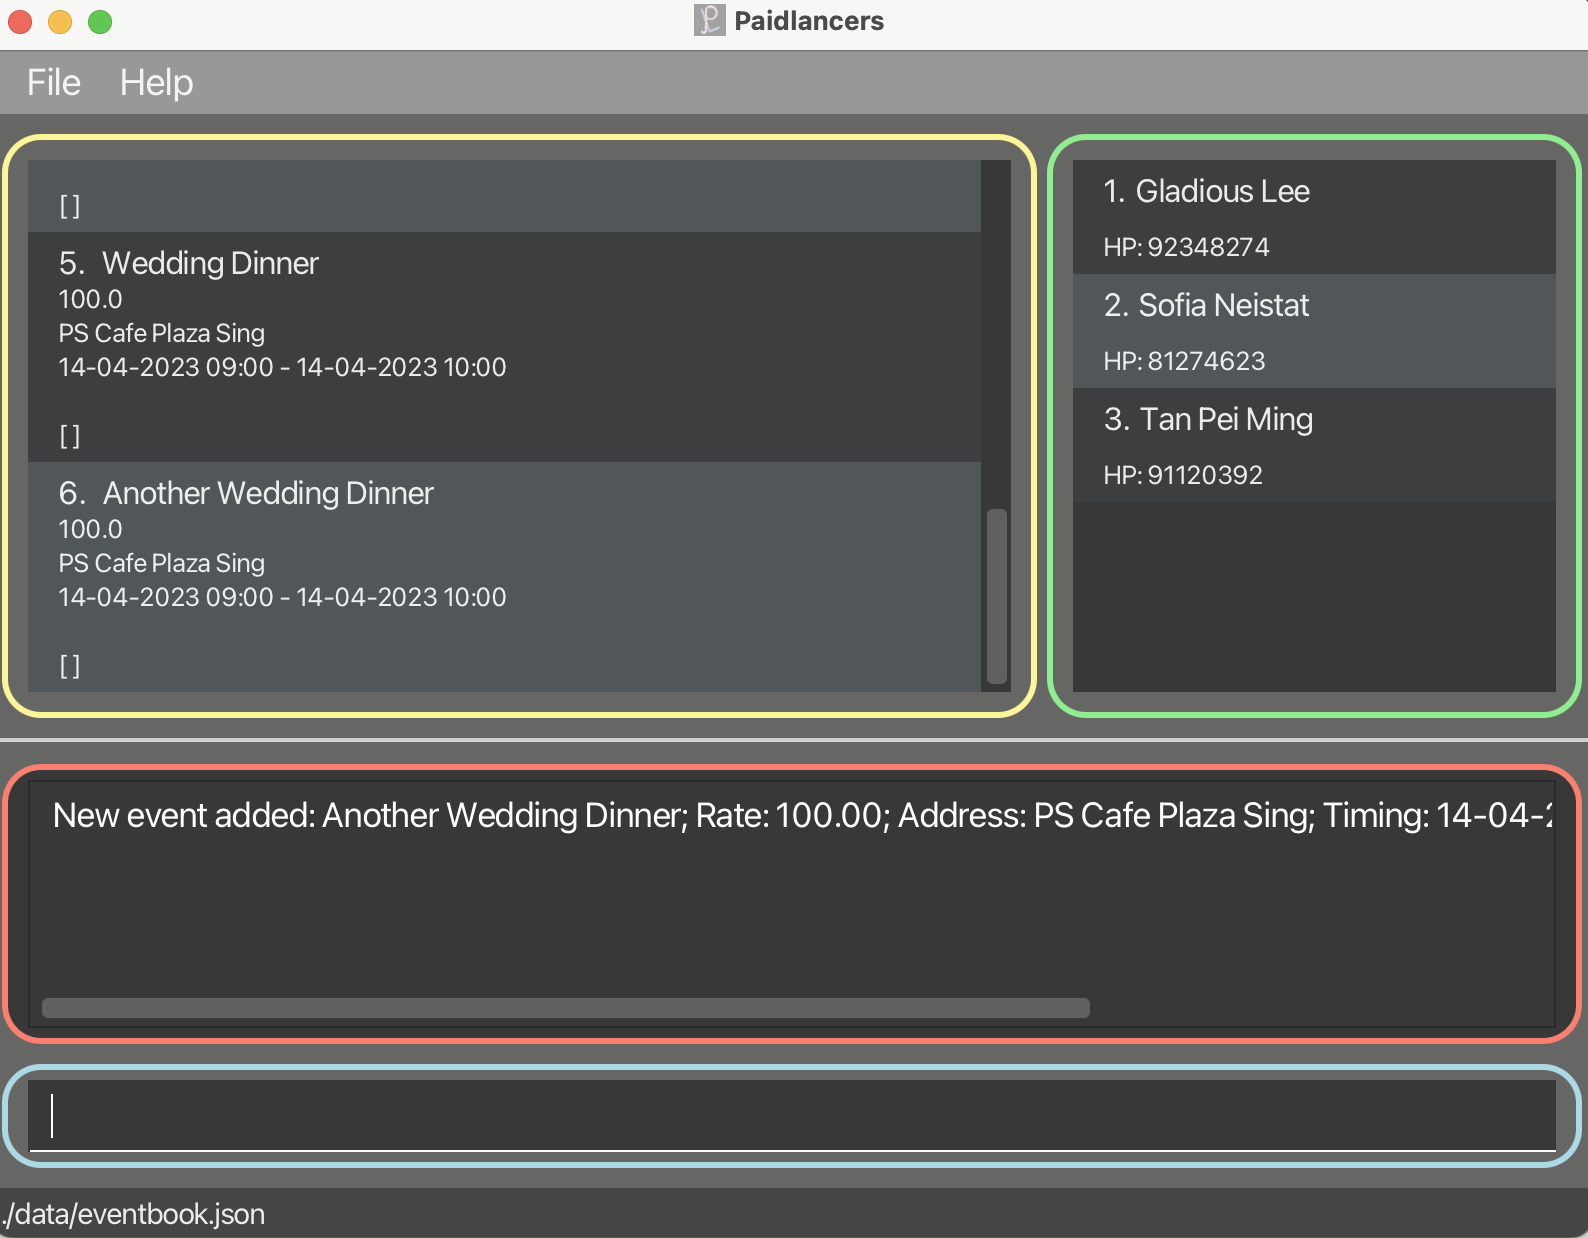 Paidlancers
File Help
[]
5. Wedding Dinner
100.0
PS Cafe Plaza Sing
14-04-2023 09:00 - 14-04-2023 10:00
[]
6. Another Wedding Dinner
100.0
PS Cafe Plaza Sing
14-04-2023 09:00 - 14-04-2023 10:00
[]
1. Gladious Lee
HP: 92348274
2. Sofia Neistat
HP: 81274623
3. Tan Pei Ming
HP: 91120392
New event added: Another Wedding Dinner; Rate: 100.00; Address: PS Cafe Plaza Sing; Timing: 14-04-2
./data/eventbook.json